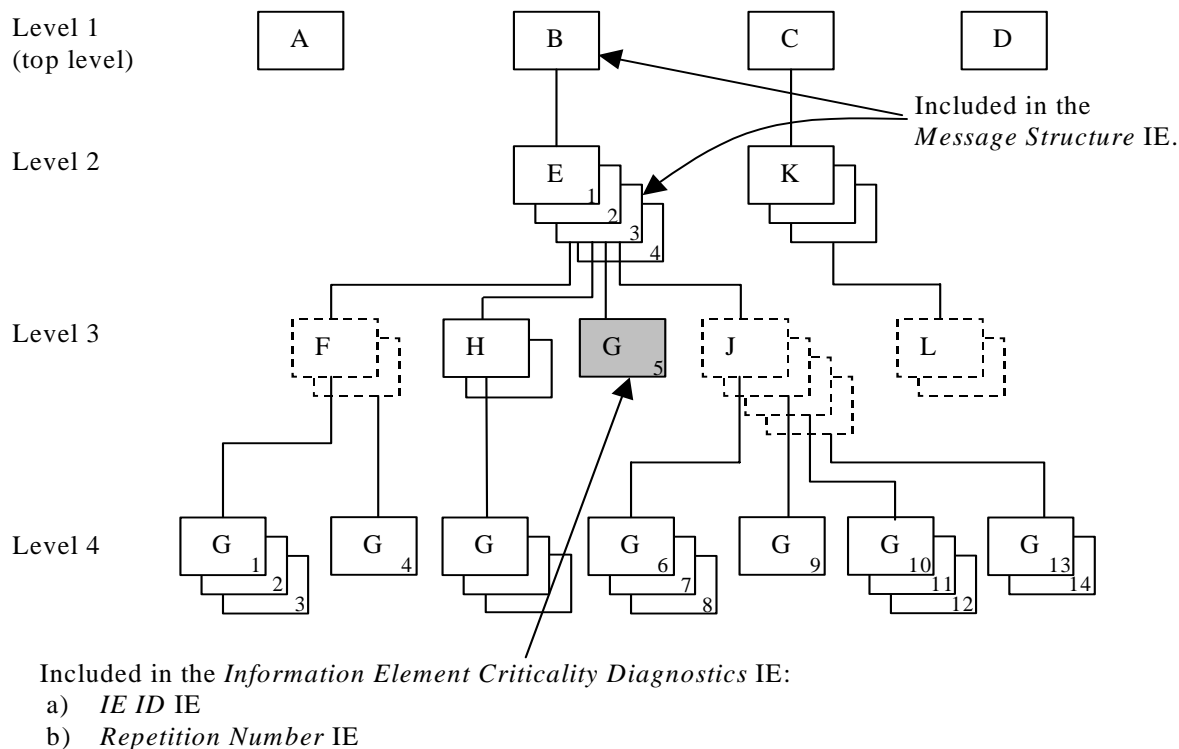 Level 1
(top level)
A
B
C
D
Included in the
Message Structure IE.
Level 2
E
1
2
3
4
K
Level 3
F
H
G
5
J
L
Level 4
G
1
2
3
G
4
G
G
6
7
8
G
9
G
10
11
12
G
13
14
Included in the Information Element Criticality Diagnostics IE:
a) IE ID IE
b) Repetition Number IE